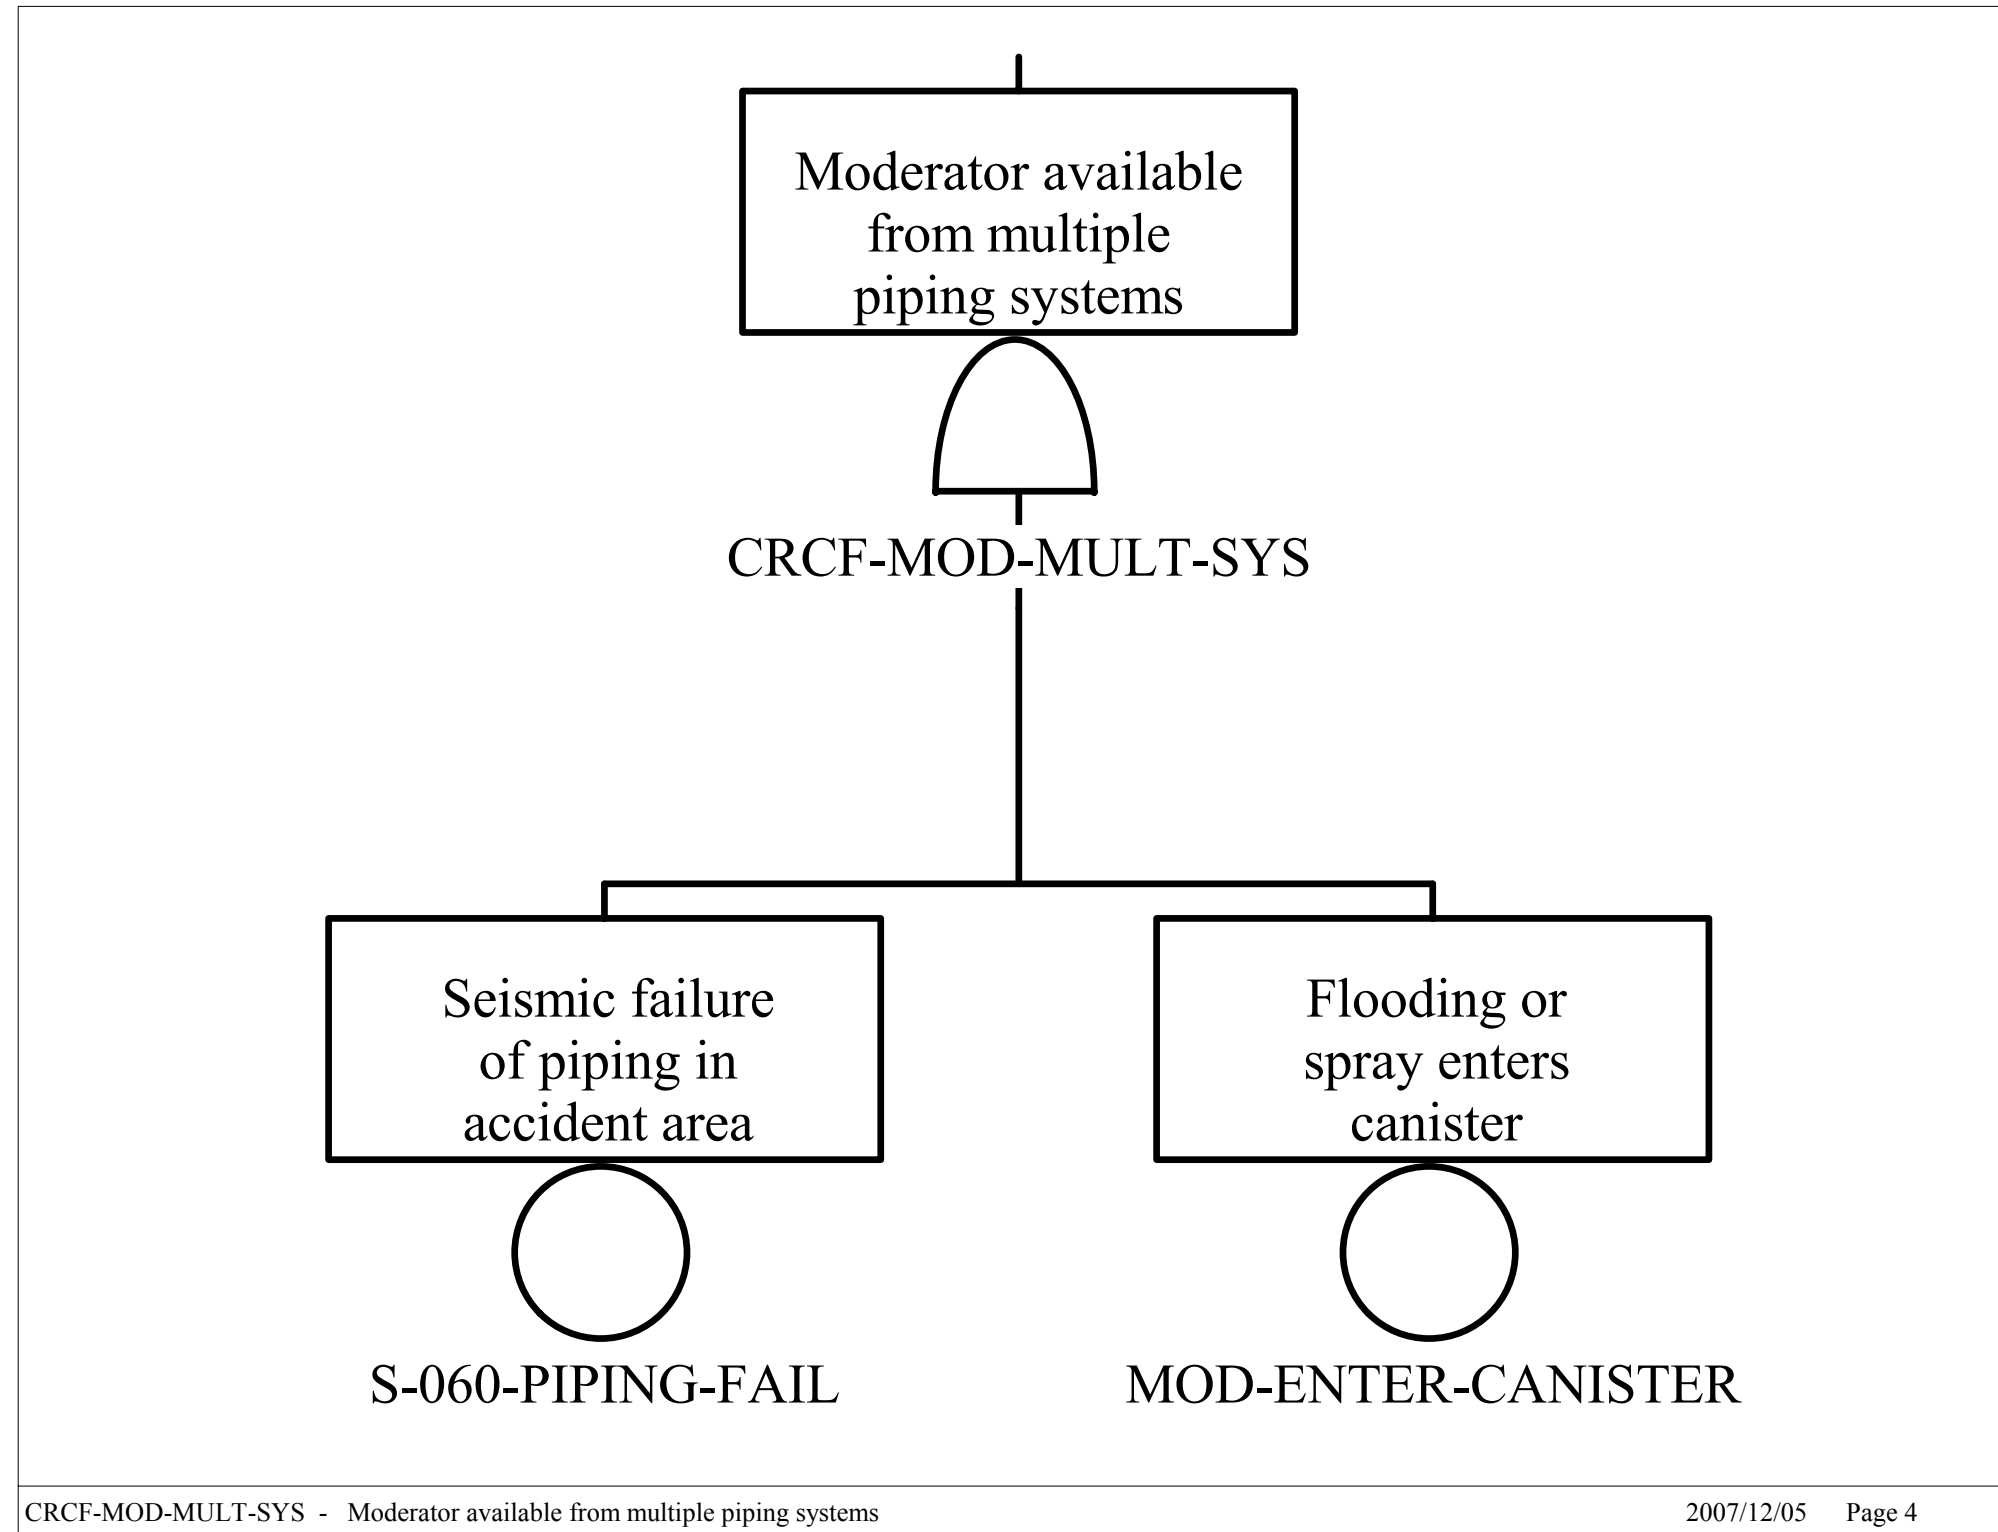 Moderator available
from multiple
piping systems
CRCF-MOD-MULT-SYS
Seismic failure
of piping in
accident area
Flooding or
spray enters
canister
S-060-PIPING-FAIL
MOD-ENTER-CANISTER
CRCF-MOD-MULT-SYS - Moderator available from multiple piping systems 2007/12/05 Page 4